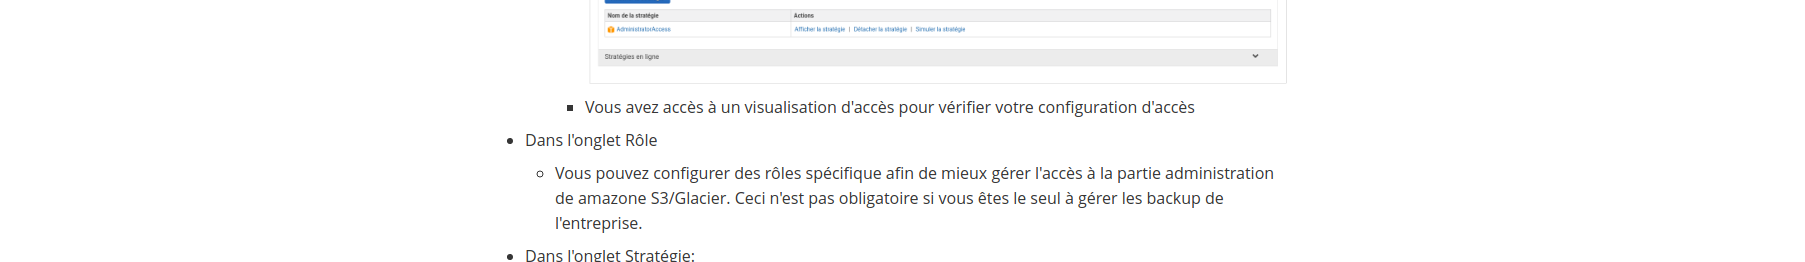 Nom de la stratégie Actions
AdministratorAccess Afficher la stratégie | Détacher la stratégie | Simuler la stratégie
Stratégies en ligne
Vous avez accès à un visualisation d'accès pour vérifier votre configuration d'accès
Dans l'onglet Rôle
Vous pouvez configurer des rôles spécifique afin de mieux gérer l'accès à la partie administration
de amazone S3/Glacier. Ceci n'est pas obligatoire si vous êtes le seul à gérer les backup de
l'entreprise.
Dans l'onglet Stratégie: